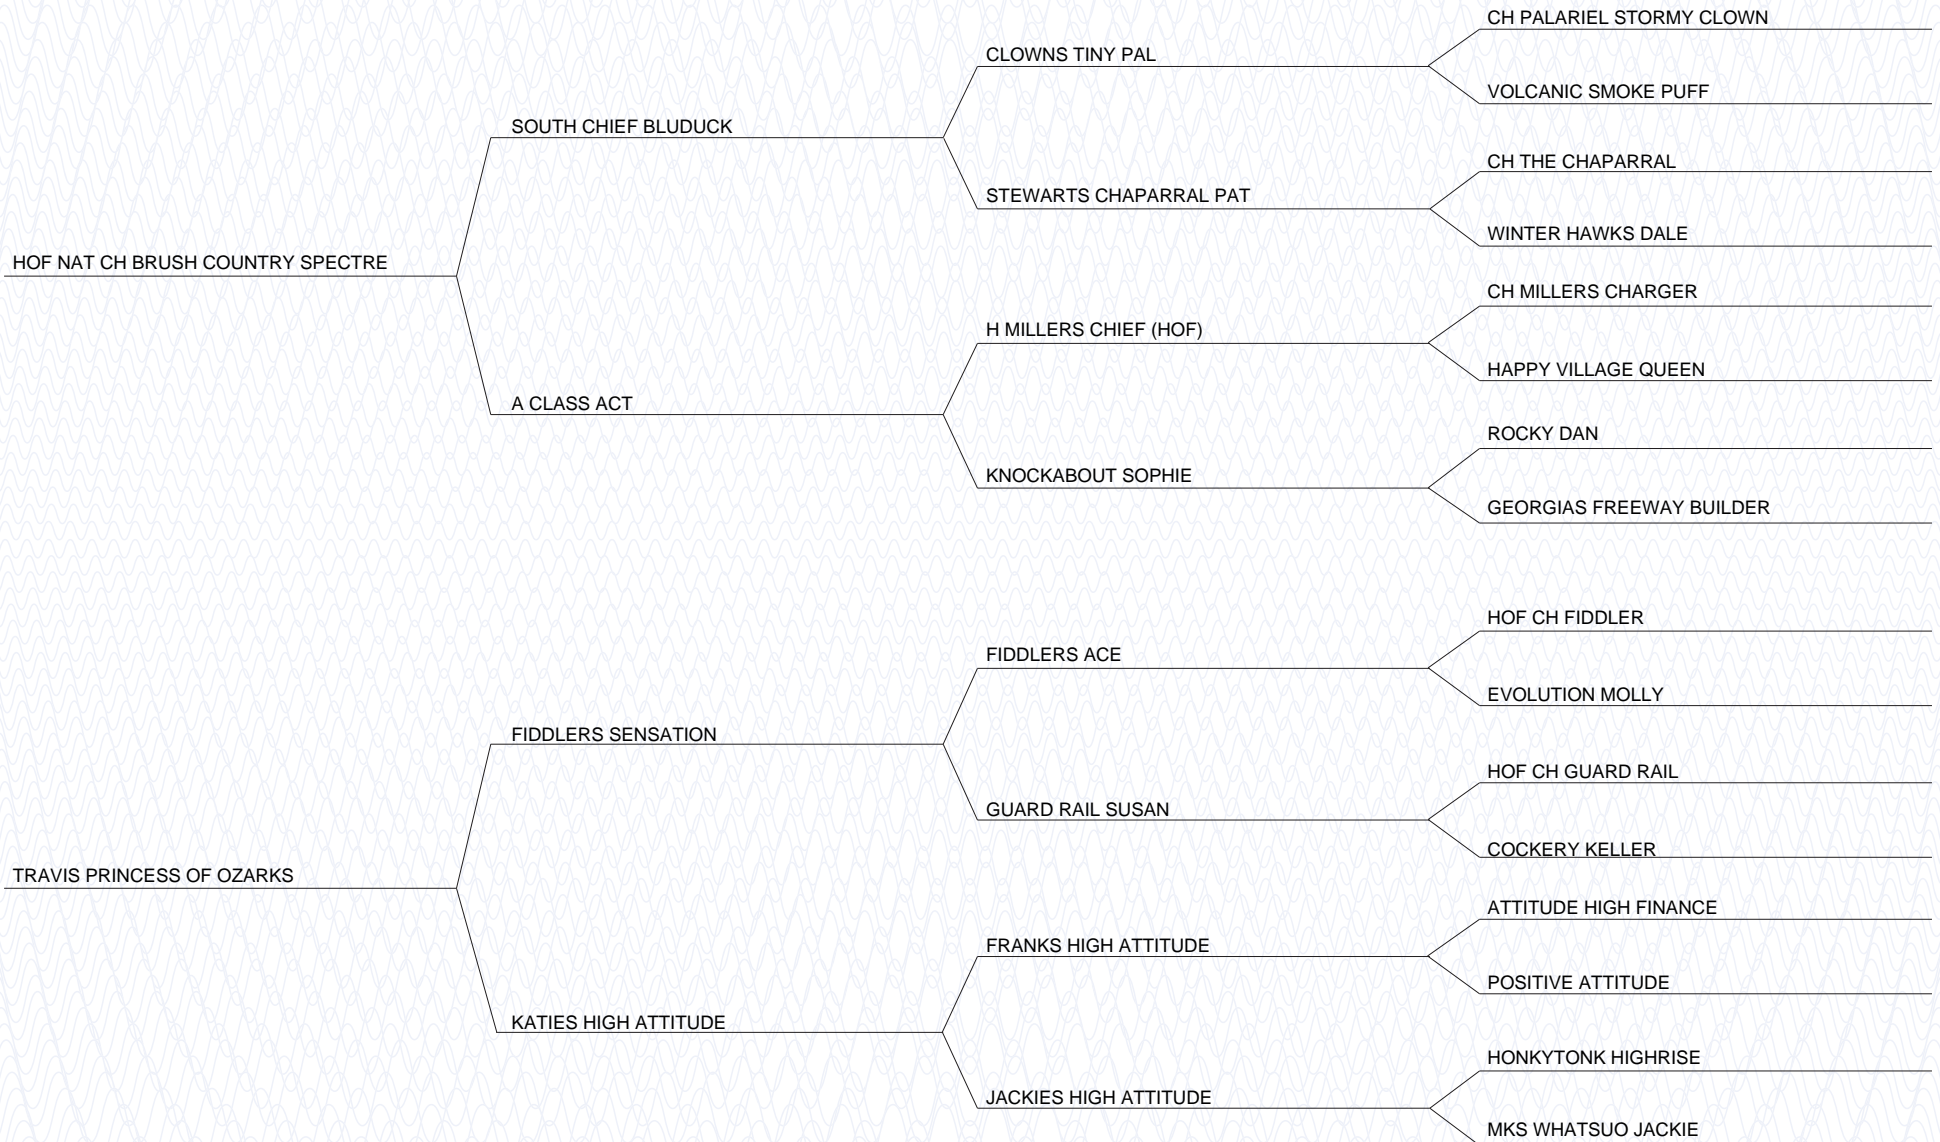 CH PALARIEL STORMY CLOWN
CLOWNS TINY PAL
VOLCANIC SMOKE PUFF
SOUTH CHIEF BLUDUCK
CH THE CHAPARRAL
STEWARTS CHAPARRAL PAT
WINTER HAWKS DALE
HOF NAT CH BRUSH COUNTRY SPECTRE
CH MILLERS CHARGER
H MILLERS CHIEF (HOF)
HAPPY VILLAGE QUEEN
A CLASS ACT
ROCKY DAN
KNOCKABOUT SOPHIE
GEORGIAS FREEWAY BUILDER
HOF CH FIDDLER
FIDDLERS ACE
EVOLUTION MOLLY
FIDDLERS SENSATION
HOF CH GUARD RAIL
GUARD RAIL SUSAN
COCKERY KELLER
TRAVIS PRINCESS OF OZARKS
ATTITUDE HIGH FINANCE
FRANKS HIGH ATTITUDE
POSITIVE ATTITUDE
KATIES HIGH ATTITUDE
HONKYTONK HIGHRISE
JACKIES HIGH ATTITUDE
MKS WHATSUO JACKIE